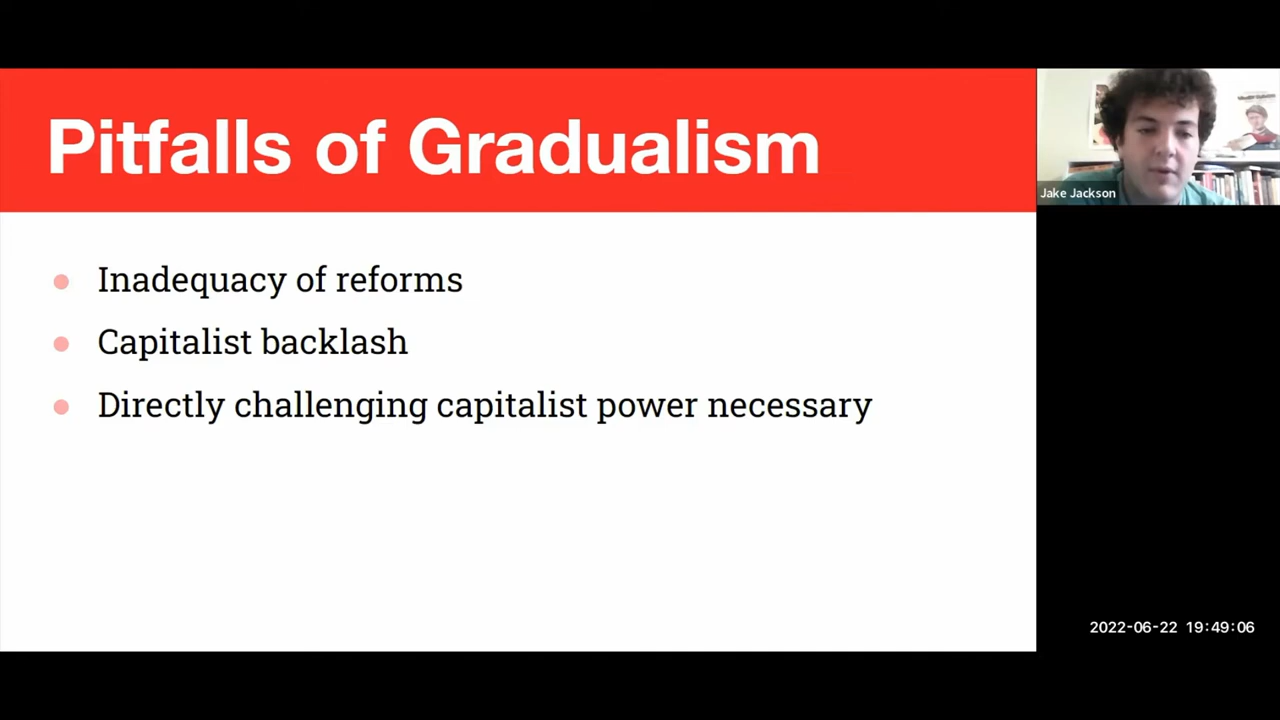 Pitfalls of Gradualism
Jake Jackson
Inadequacy of reforms
Capitalist backlash
Directly challenging capitalist power necessary
2022-06-22 19:49:06